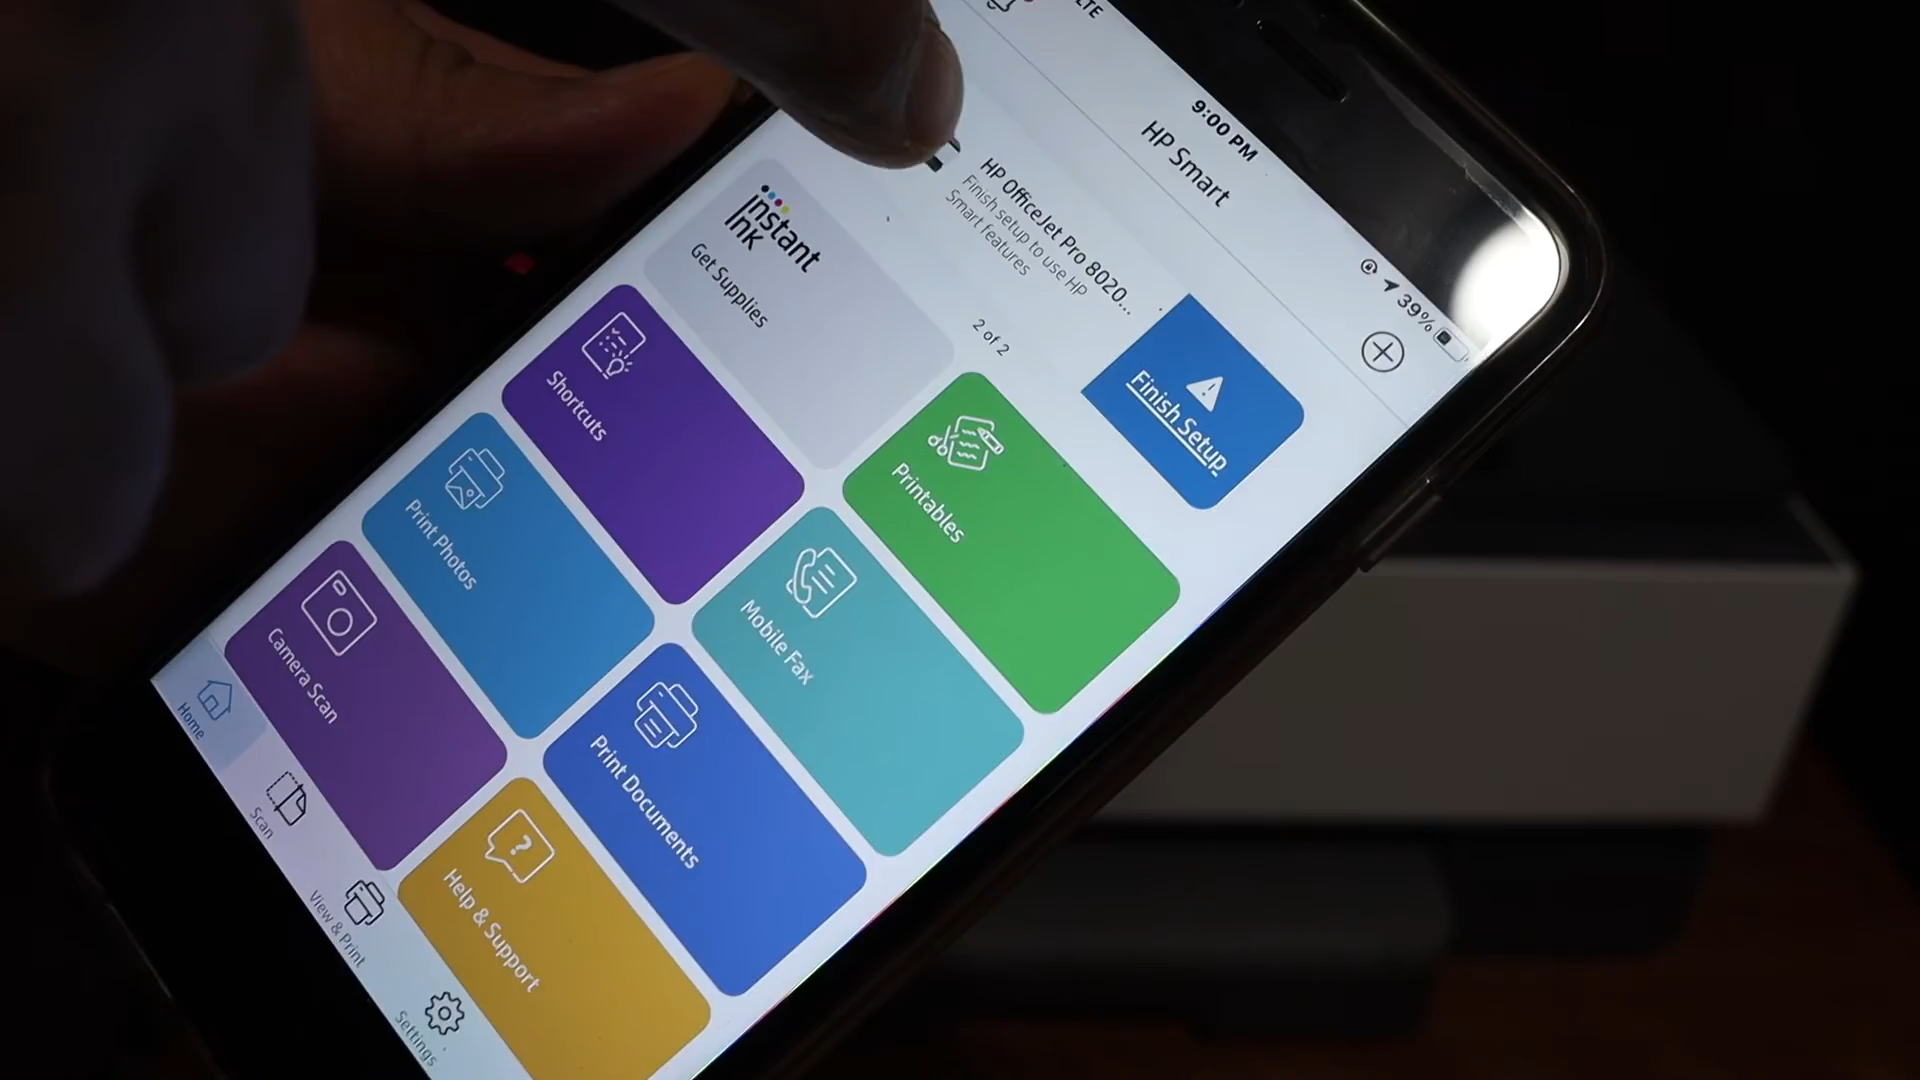 LTE
9:00 PM
39%
HP Smart
HP OfficeJet Pro 8020...
Finish setup to use HP
Smart features
Finish Setup
2 of 2
instant
ink
Get Supplies
Printables
Shortcuts
Mobile Fax
Print Photos
Print Documents
Camera Scan
Help & Support
Home
Scan
View & Print
Settings